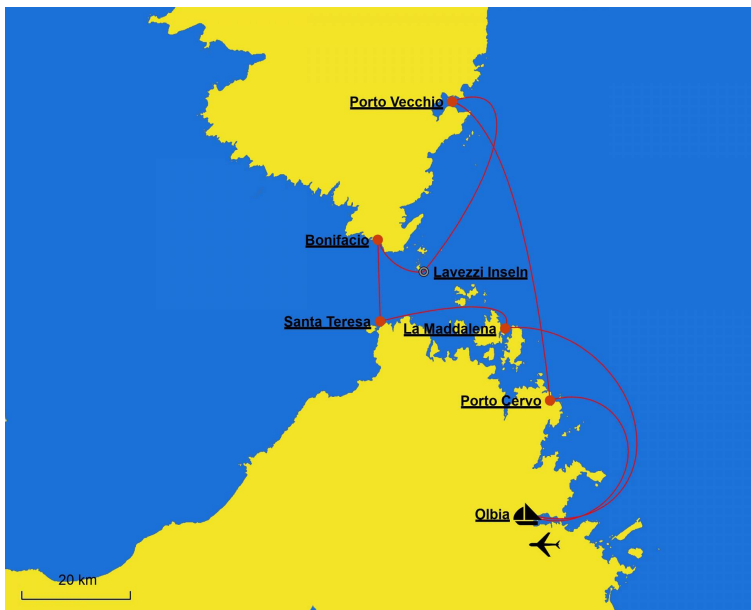 Porto Vecchio
Bonifacio
Lavezzi Inseln
Santa Teresa
La Maddalena
Porto Cervo
Olbia
20 km